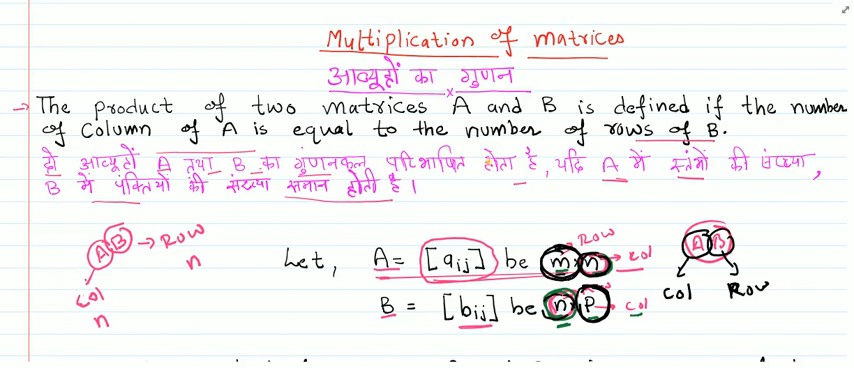 Multiplication of matrices
आव्यूहों का गुणन
→ The product of two matrices A and B is defined if the number
of Column of A is equal to the number of rows of B.
दो आव्यूहों A तथा B का गुणनफल परिभाषित होता है, यदि A में स्तंभों की संख्या,
B में पंक्तियों की संख्या समान होती है।
AB → Row
n
Col
n
Let, A = [aij] be m×n Row → Col
B = [bij] be n×P → Col
AB
Col Row